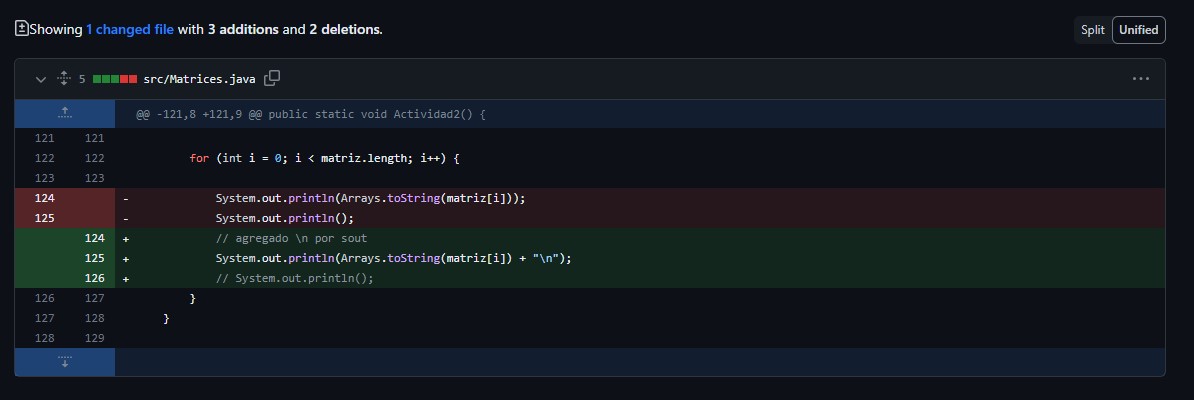 Showing 1 changed file with 3 additions and 2 deletions.
Split Unified
5 src/Matrices.java
@@ -121,8 +121,9 @@ public static void Actividad2() {
121 121
122 122 for (int i = 0; i < matriz.length; i++) {
123 123
124 - System.out.println(Arrays.toString(matriz[i]));
125 - System.out.println();
124 + // agregado \n por sout
125 + System.out.println(Arrays.toString(matriz[i]) + "\n");
126 + // System.out.println();
126 127 }
127 128 }
128 129